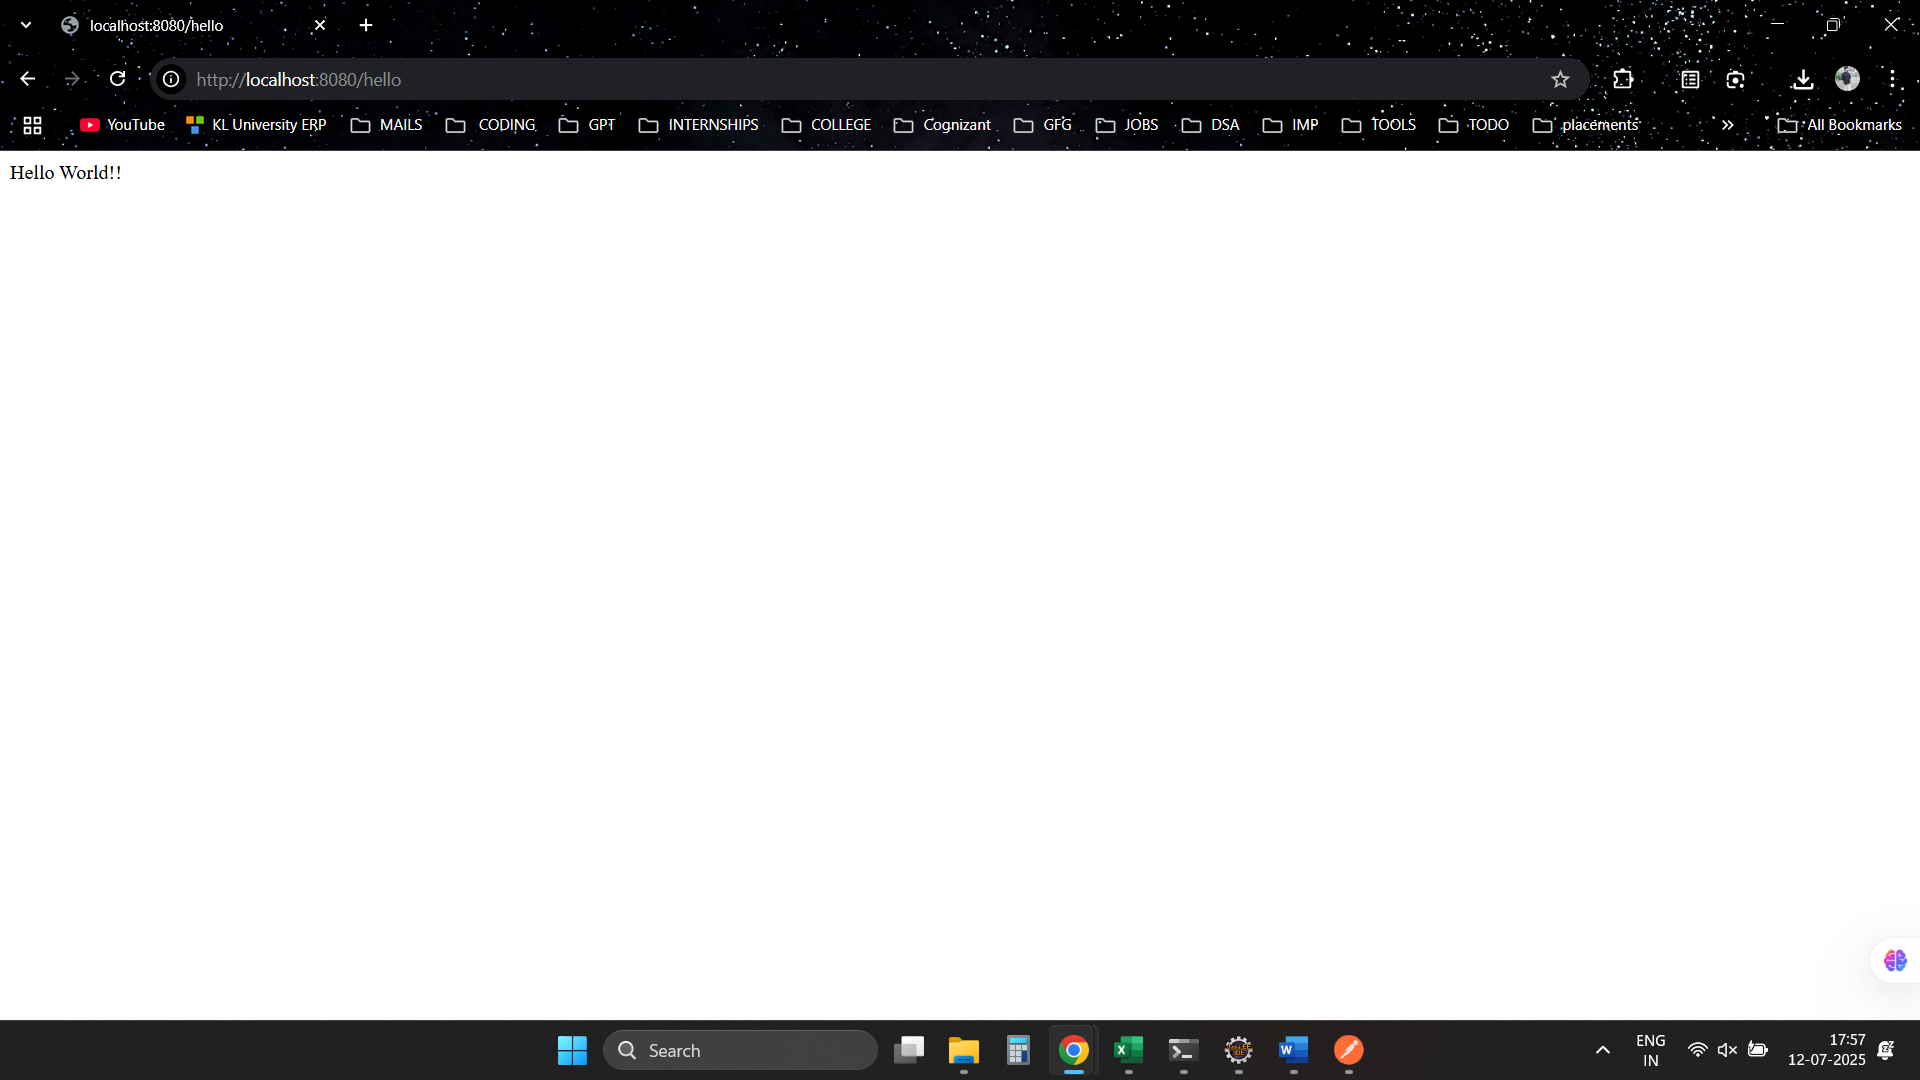 localhost:8080/hello
http://localhost:8080/hello
YouTube KL University ERP MAILS CODING GPT INTERNSHIPS COLLEGE Cognizant GFG JOBS DSA IMP TOOLS TODO placements All Bookmarks
Hello World!!
Search
ENG
IN
17:57
12-07-2025